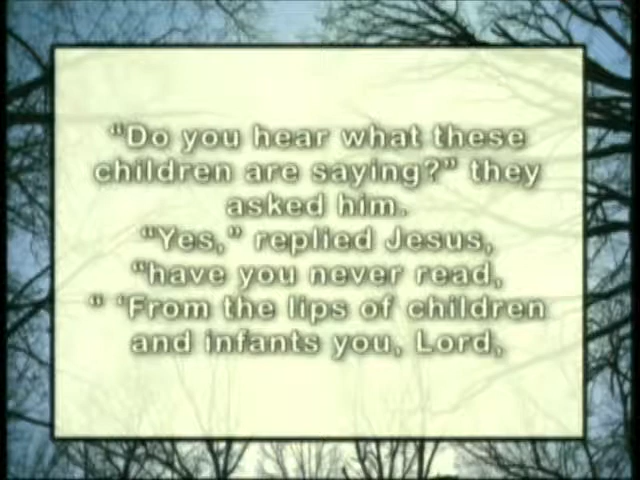 “Do you hear what these
children are saying?” they
asked him.
“Yes,” replied Jesus,
“have you never read,
“ ‘From the lips of children
and infants you, Lord,